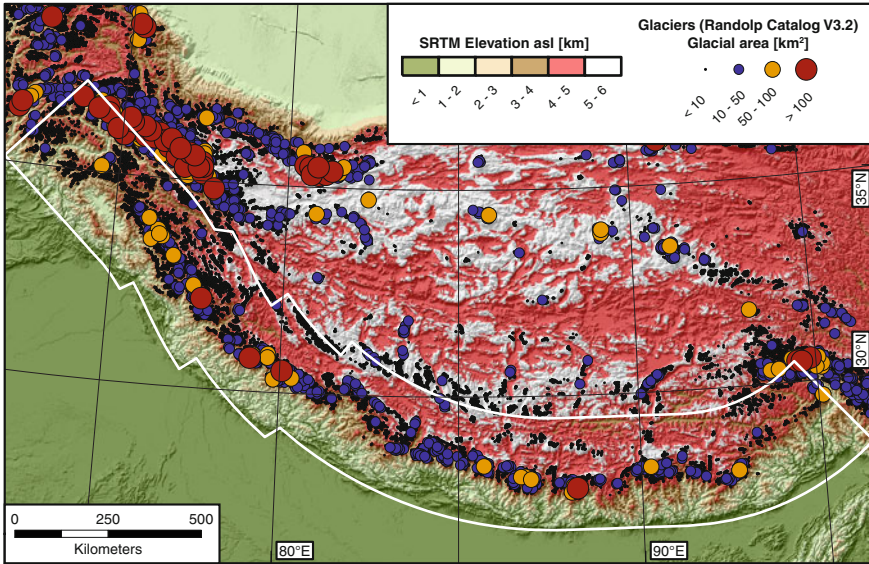 SRTM Elevation asl [km]
< 1
1 - 2
2 - 3
3 - 4
4 - 5
5 - 6
Glaciers (Randolp Catalog V3.2)
Glacial area [km²]
< 10
10 - 50
50 - 100
> 100
35°N
30°N
0 250 500
Kilometers
80°E
90°E